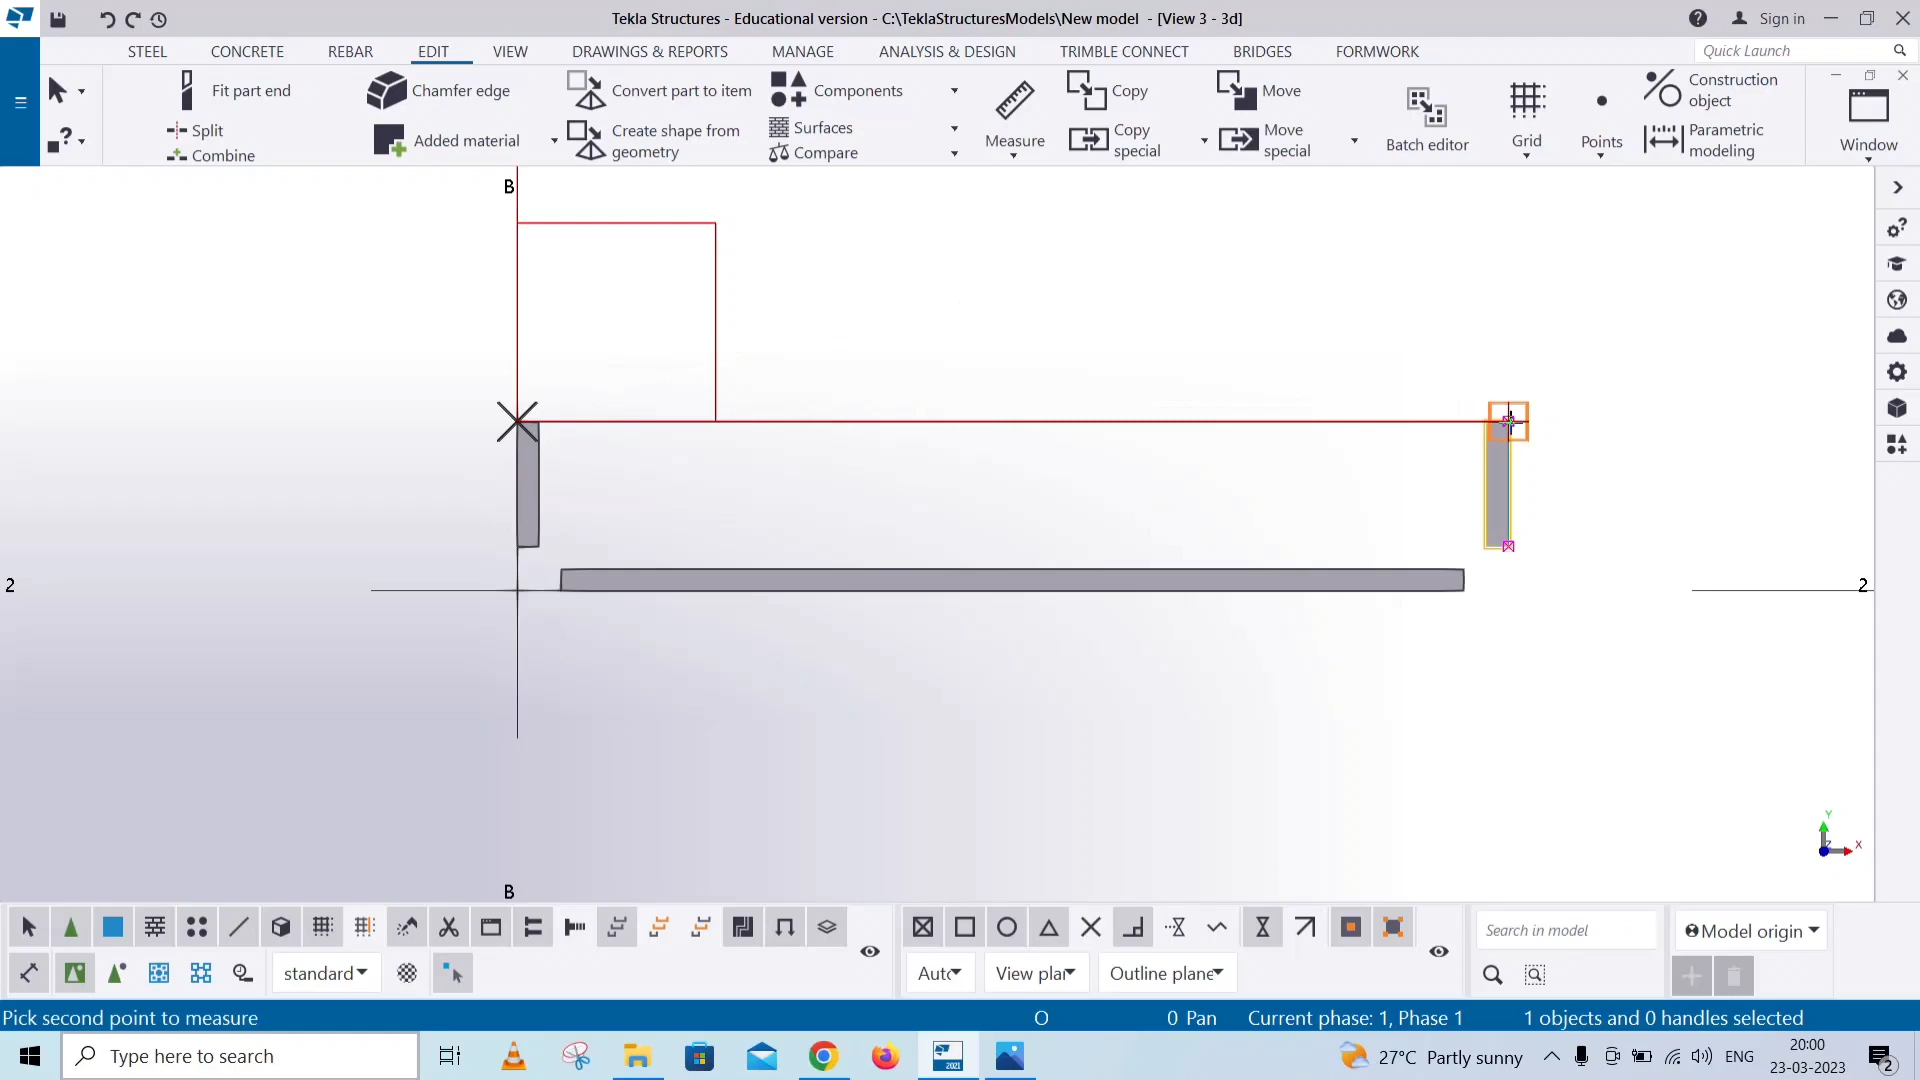 Tekla Structures - Educational version - C:\TeklaStructuresModels\New model - [View 3 - 3d]
Sign in
STEEL CONCRETE REBAR EDIT VIEW DRAWINGS & REPORTS MANAGE ANALYSIS & DESIGN TRIMBLE CONNECT BRIDGES FORMWORK
Quick Launch
Fit part end
Split
Combine
Chamfer edge
Added material
Convert part to item
Create shape from
geometry
Components
Surfaces
Compare
Measure
Copy
Copy
special
Move
Move
special
Batch editor
Grid
Points
Construction
object
Parametric
modeling
Window
B
2
2
Y
X
Z
B
standard
Auto
View plan
Outline planes
Search in model
Model origin
Pick second point to measure
O
0 Pan
Current phase: 1, Phase 1
1 objects and 0 handles selected
Type here to search
2021
27°C Partly sunny
ENG
20:00
23-03-2023
2